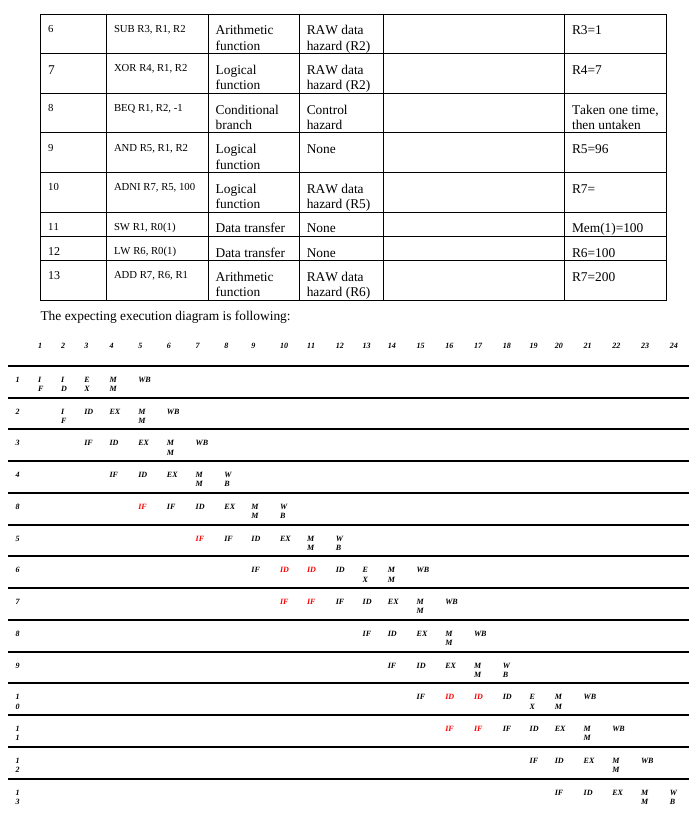 6 SUB R3, R1, R2 Arithmetic function RAW data hazard (R2) R3=1
7 XOR R4, R1, R2 Logical function RAW data hazard (R2) R4=7
8 BEQ R1, R2, -1 Conditional branch Control hazard Taken one time, then untaken
9 AND R5, R1, R2 Logical function None R5=96
10 ADNI R7, R5, 100 Logical function RAW data hazard (R5) R7=
11 SW R1, R0(1) Data transfer None Mem(1)=100
12 LW R6, R0(1) Data transfer None R6=100
13 ADD R7, R6, R1 Arithmetic function RAW data hazard (R6) R7=200
The expecting execution diagram is following:
1 2 3 4 5 6 7 8 9 10 11 12 13 14 15 16 17 18 19 20 21 22 23 24
1 IF ID EX MM WB
2 IF ID EX MM WB
3 IF ID EX MM WB
4 IF ID EX MM WB
8 IF IF ID EX MM WB
5 IF IF ID EX MM WB
6 IF ID ID ID EX MM WB
7 IF IF IF ID EX MM WB
8 IF ID EX MM WB
9 IF ID EX MM WB
10 IF ID ID ID EX MM WB
11 IF IF IF ID EX MM WB
12 IF ID EX MM WB
13 IF ID EX MM WB